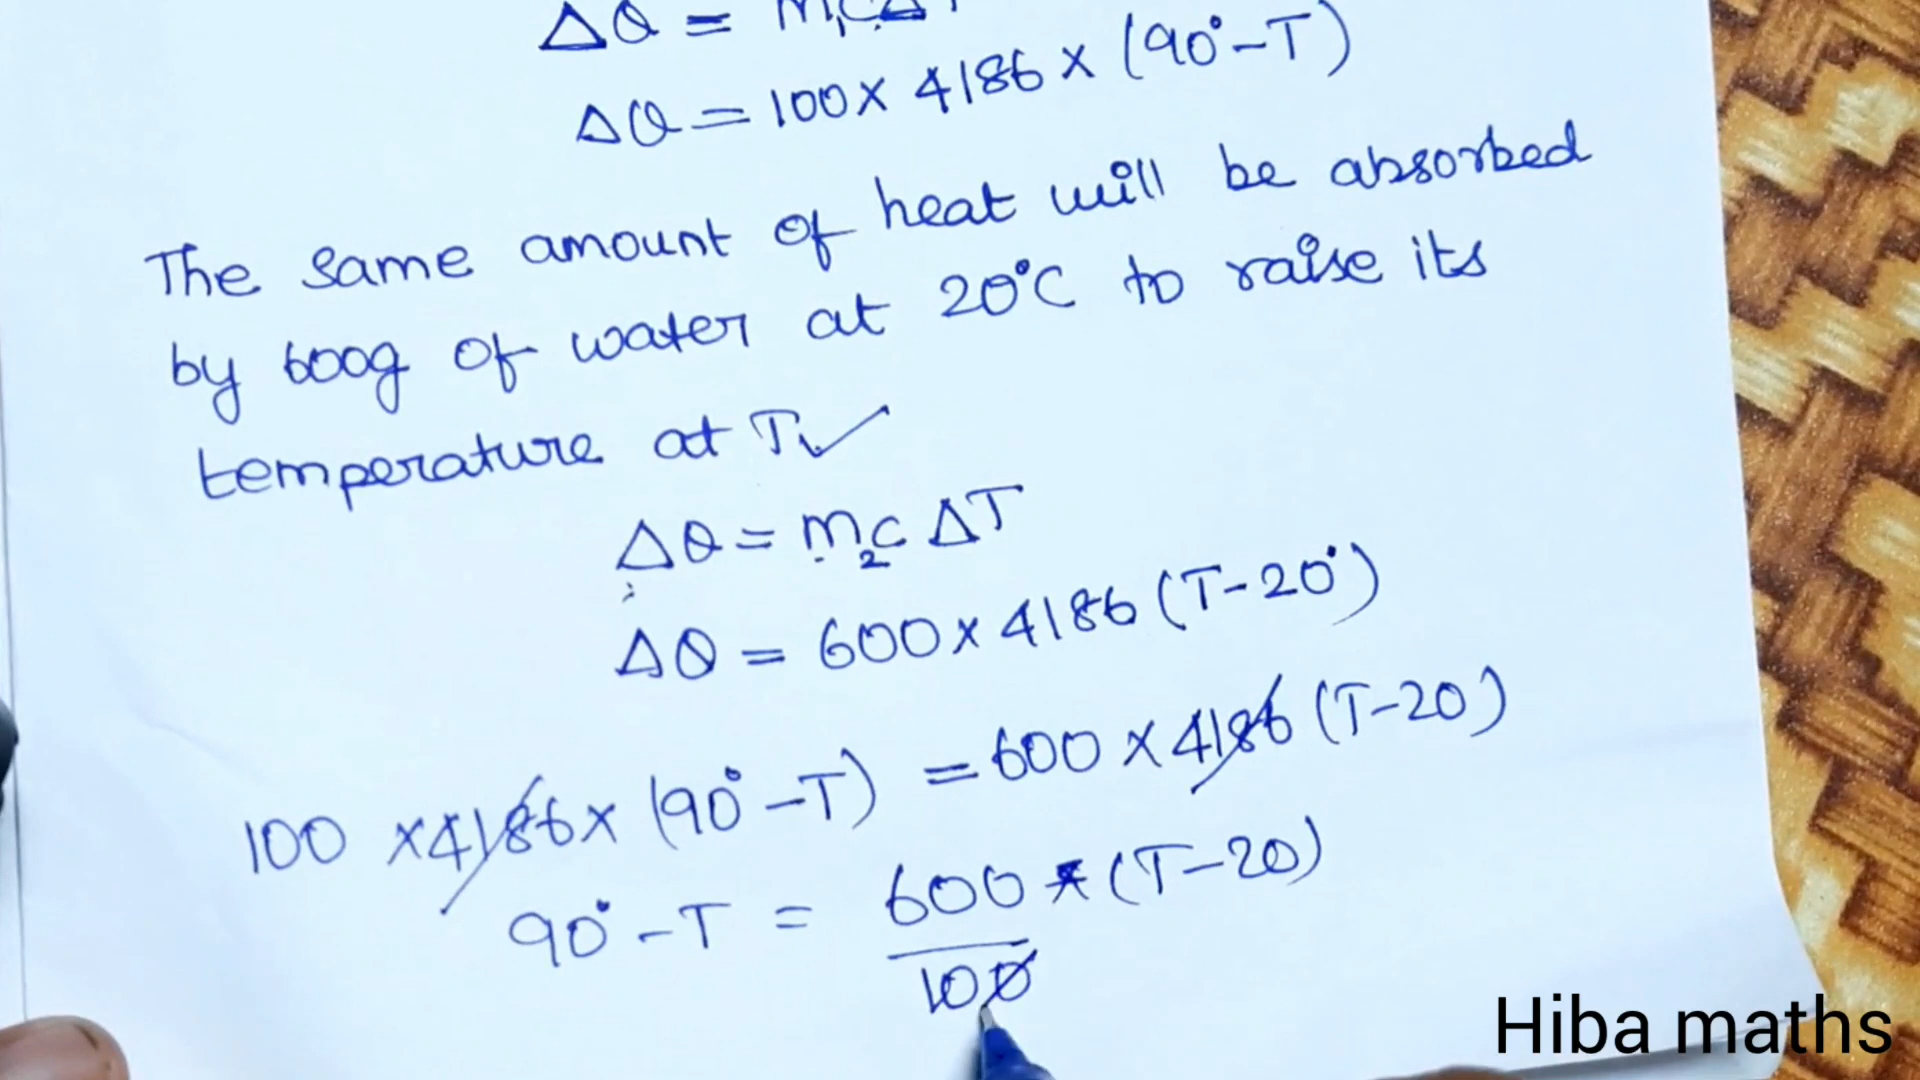 ΔQ = m₁cΔT
ΔQ = 100 × 4186 × (90° - T)
The same amount of heat will be absorbed
by 600g of water at 20°C to raise its
temperature at T ✓
ΔQ = m₂c ΔT
ΔQ = 600 × 4186 (T - 20°)
100 × 4186 × (90° - T) = 600 × 4186 (T - 20)
90° - T = 600 × (T - 20)
100
Hiba maths